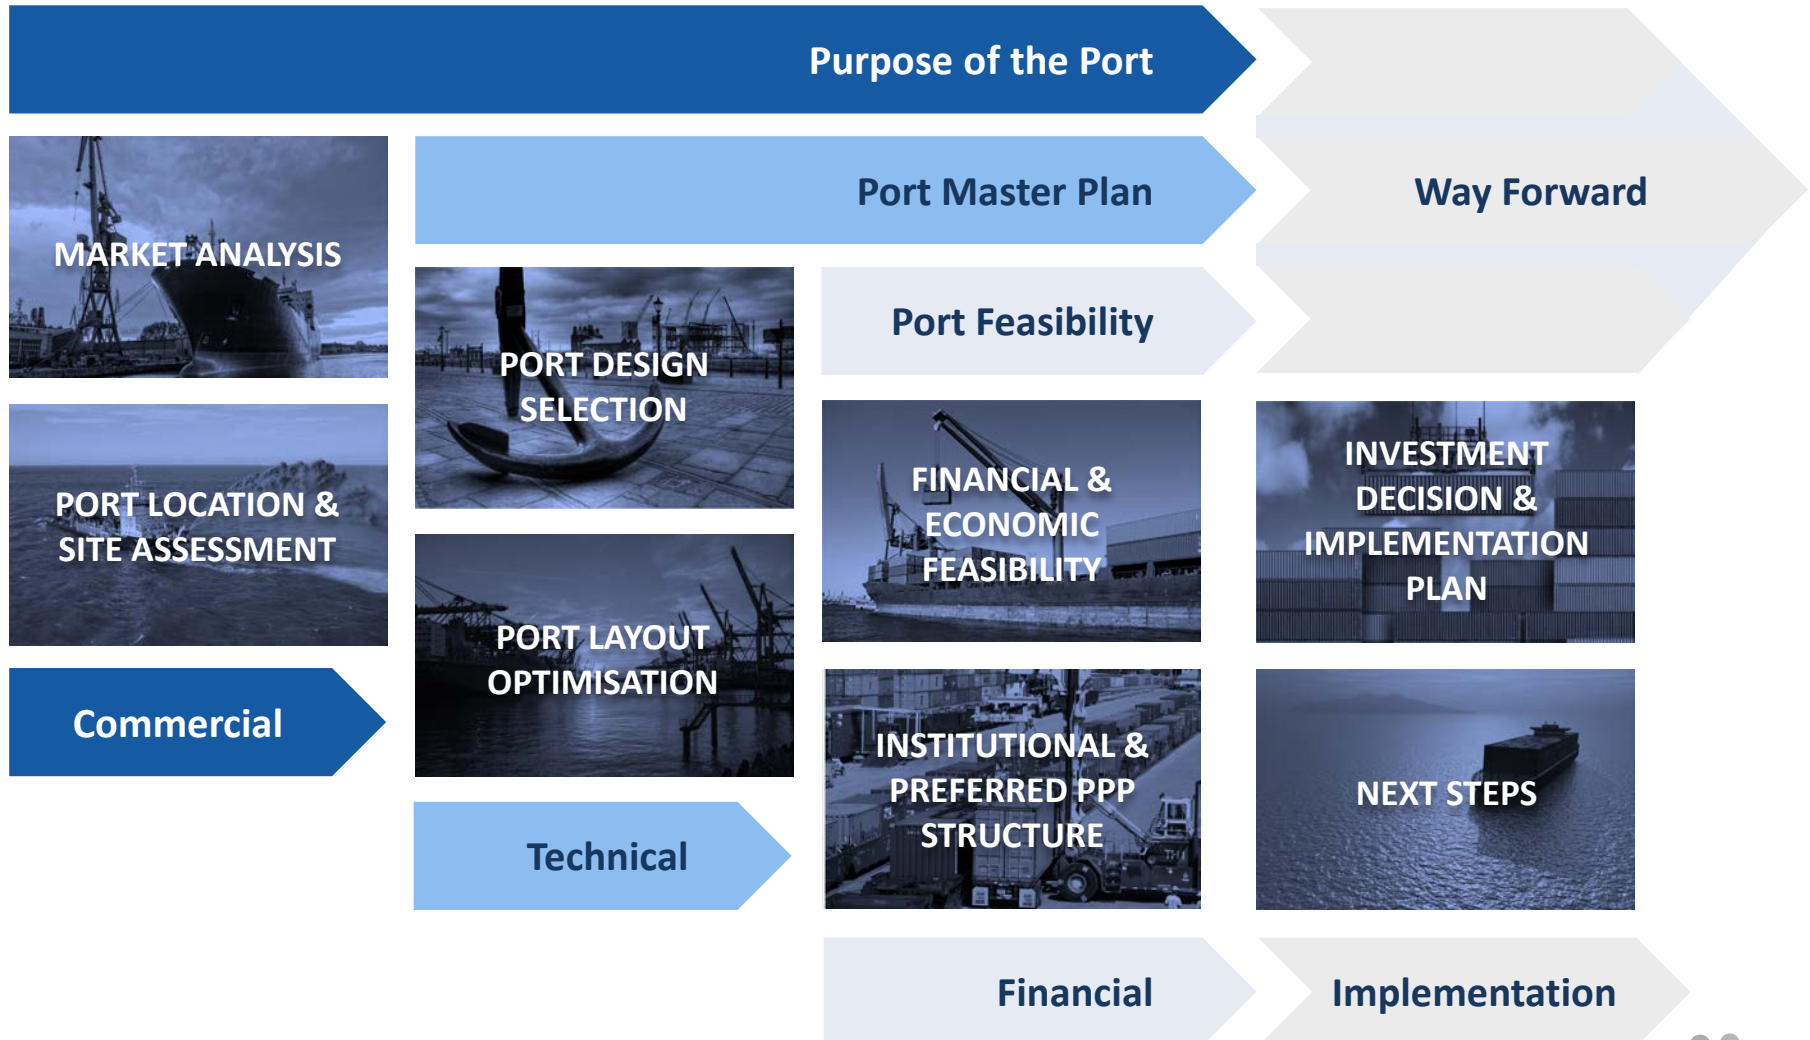 Purpose of the Port
Port Master Plan
Way Forward
Port Feasibility
MARKET ANALYSIS
PORT LOCATION &
SITE ASSESSMENT
Commercial
PORT DESIGN
SELECTION
PORT LAYOUT
OPTIMISATION
Technical
FINANCIAL &
ECONOMIC
FEASIBILITY
INSTITUTIONAL &
PREFERRED PPP
STRUCTURE
Financial
INVESTMENT
DECISION &
IMPLEMENTATION
PLAN
NEXT STEPS
Implementation